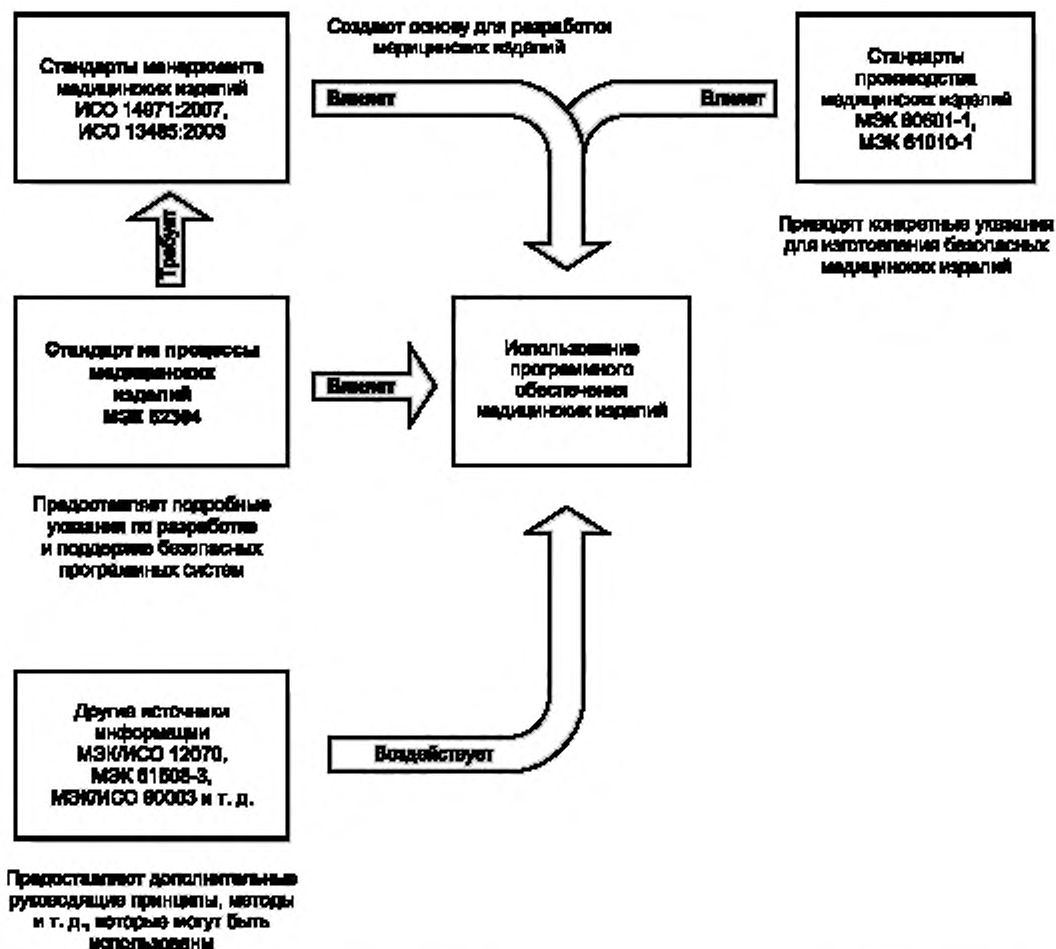 Стандарты менеджмента
медицинских изделий
ИСО 14971:2007,
ИСО 13485:2003
Создают основу для разработки
медицинских изделий
Влияет
Влияет
Стандарты
производства
медицинских изделий
МЭК 60601-1,
МЭК 61010-1
Приводят конкретные указания
для изготовления безопасных
медицинских изделий
Требует
Стандарт на процессы
медицинских
изделий
МЭК 62304
Влияет
Использование
программного
обеспечения
медицинских изделий
Предоставляет подробные
указания по разработке
и поддержке безопасных
программных систем
Другие источники
информации
МЭК/ИСО 12070,
МЭК 61508-3,
МЭК/ИСО 90003 и т. д.
Воздействует
Предоставляют дополнительные
руководящие принципы, методы
и т. д., которые могут быть
использованы